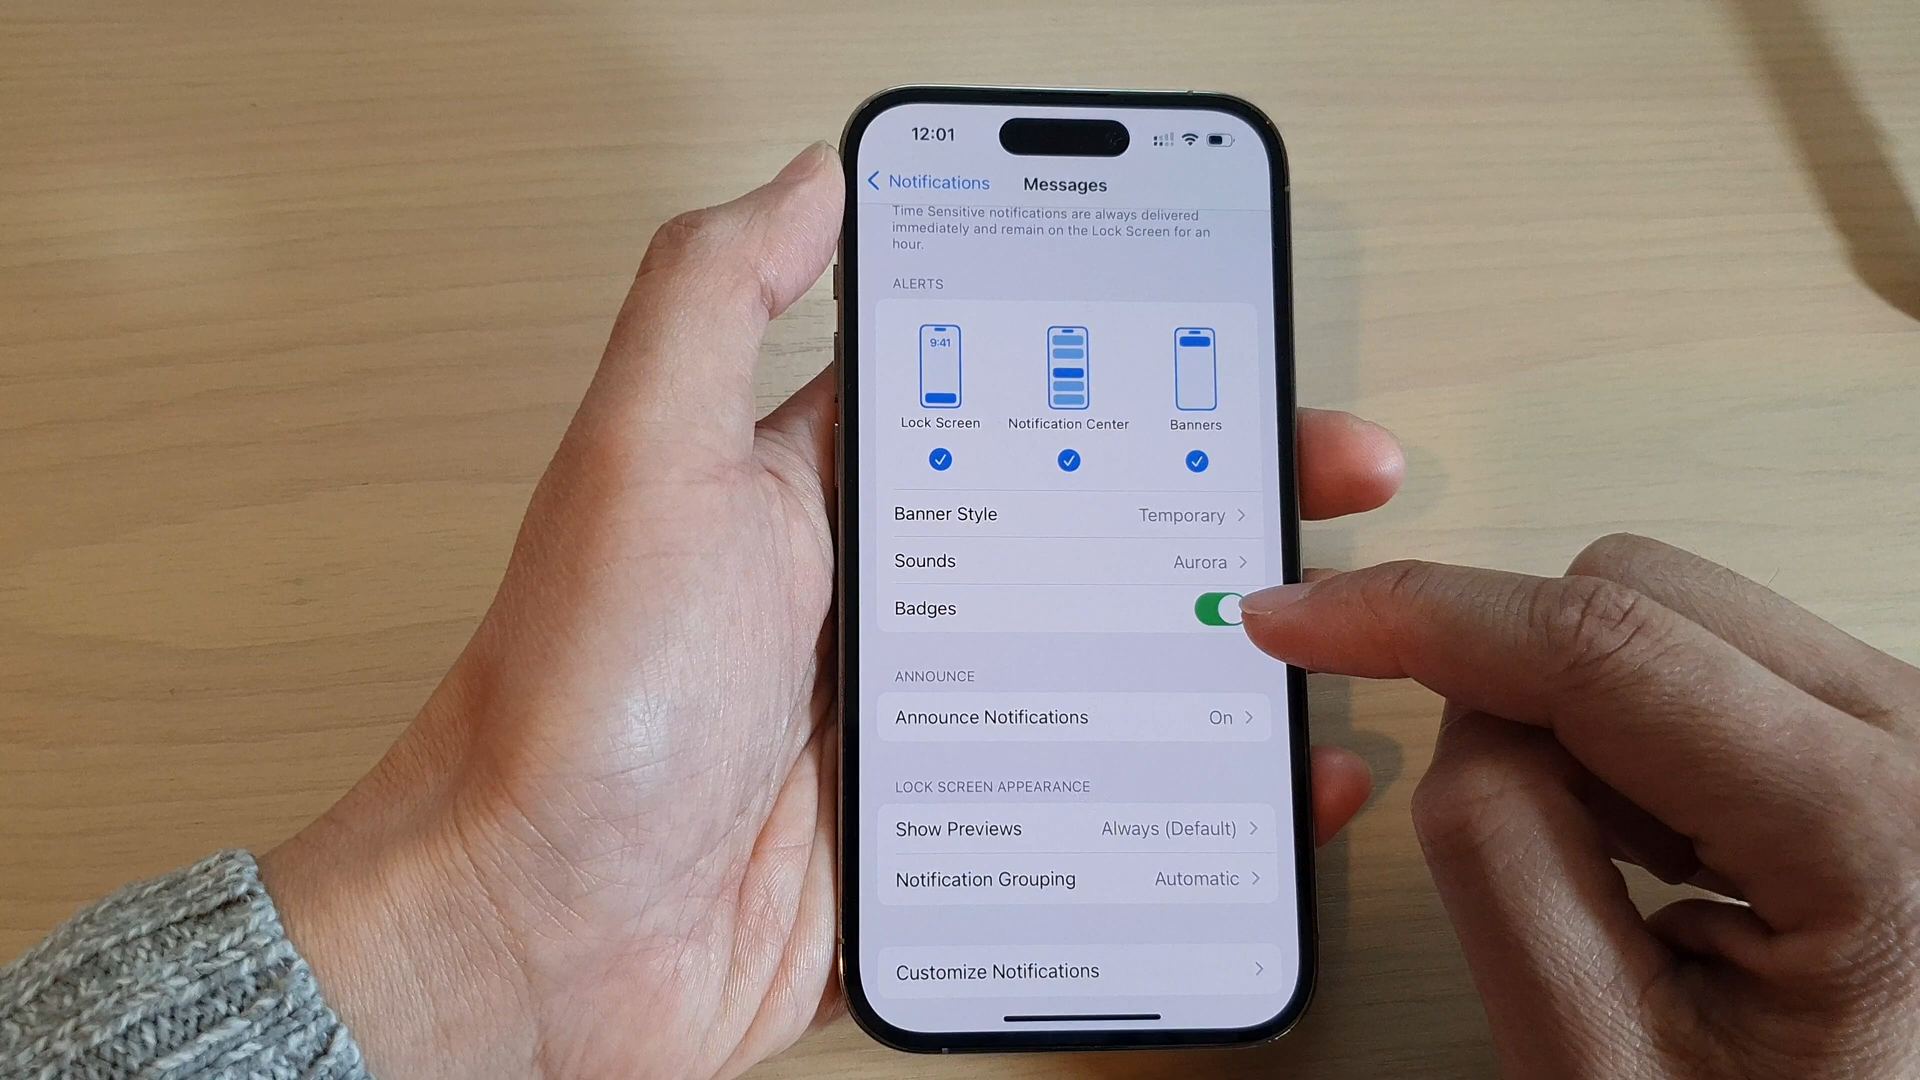 12:01
Notifications Messages
Time Sensitive notifications are always delivered
immediately and remain on the Lock Screen for an
hour.
ALERTS
9:41
Lock Screen Notification Center Banners
Banner Style Temporary
Sounds Aurora
Badges
ANNOUNCE
Announce Notifications On
LOCK SCREEN APPEARANCE
Show Previews Always (Default)
Notification Grouping Automatic
Customize Notifications